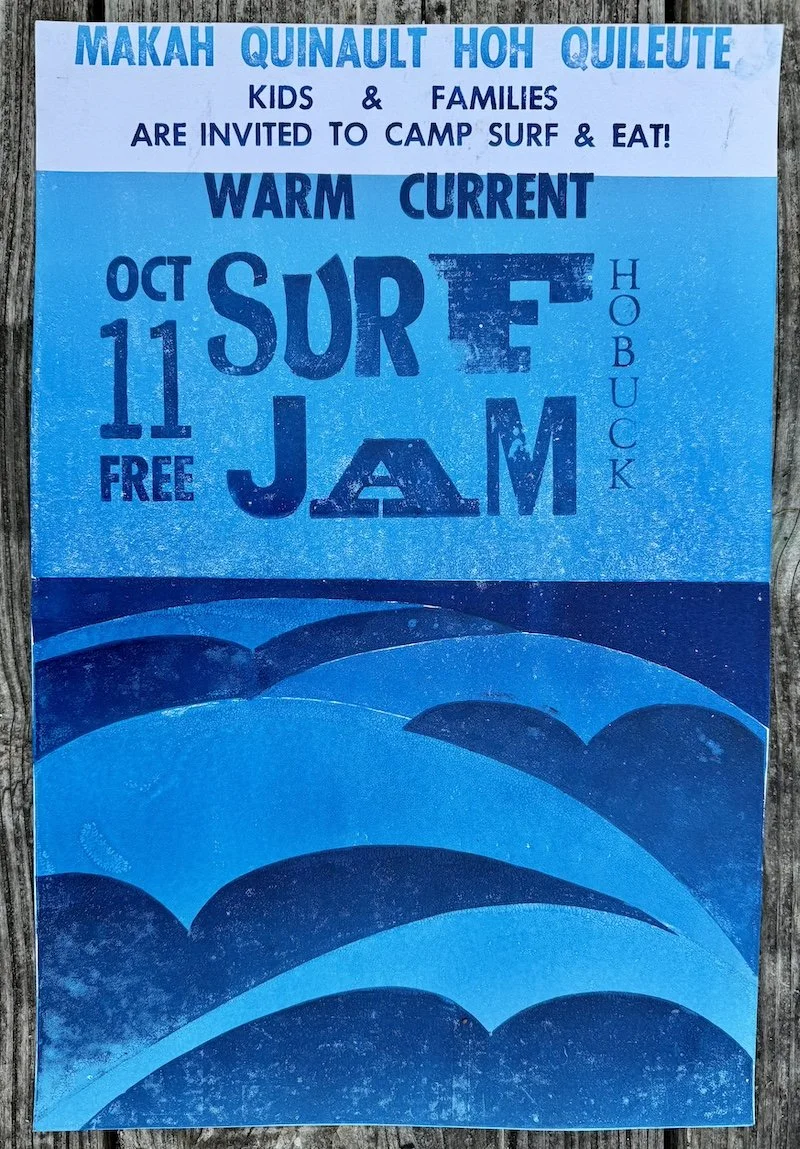 MAKAH QUINAULT HOH QUILEUTE
KIDS & FAMILIES
ARE INVITED TO CAMP SURF & EAT!
WARM CURRENT
OCT
11
FREE
SURF
JAM
HOBUCK